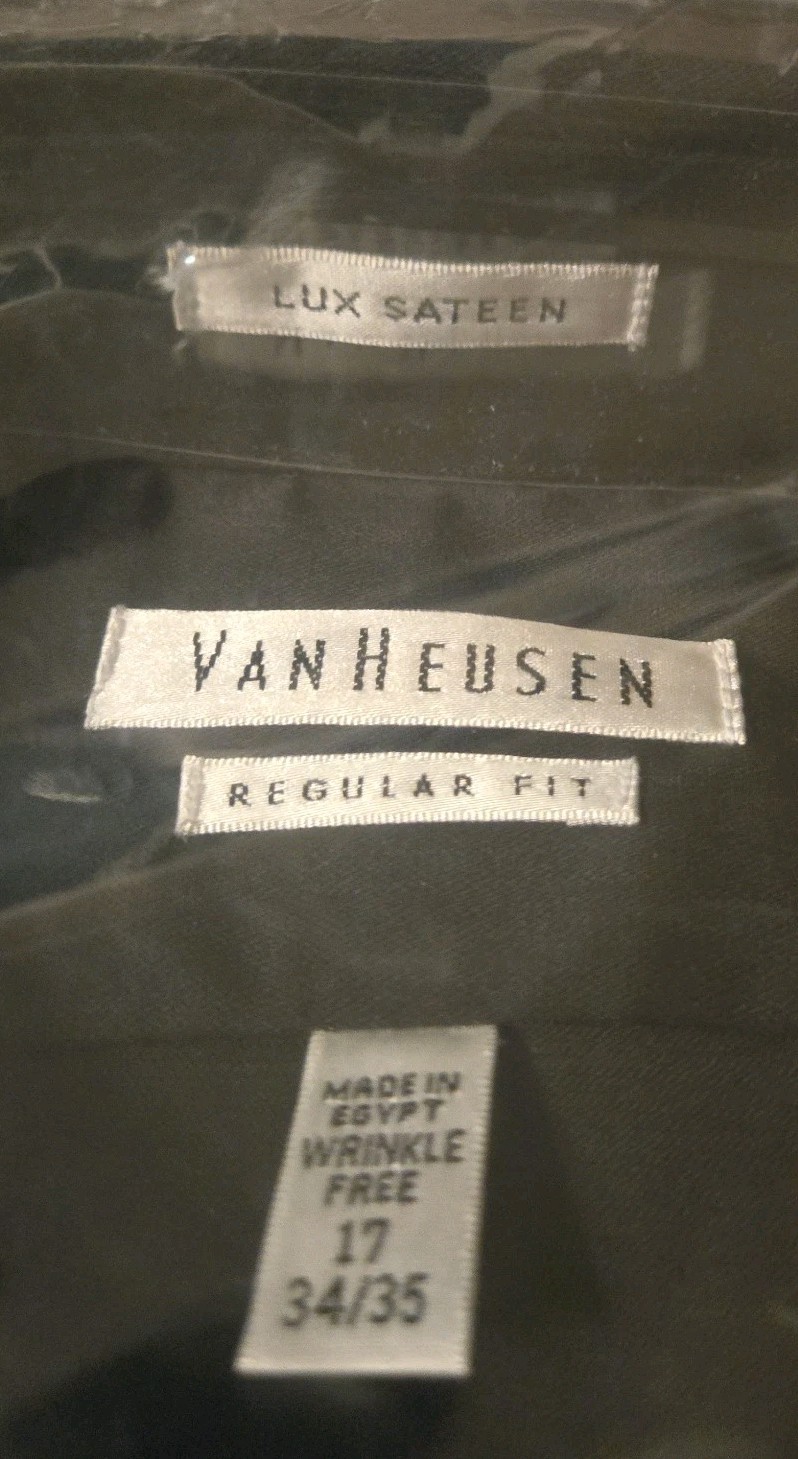 LUX SATEEN
VAN HEUSEN
REGULAR FIT
MADE IN
EGYPT
WRINKLE
FREE
17
34/35